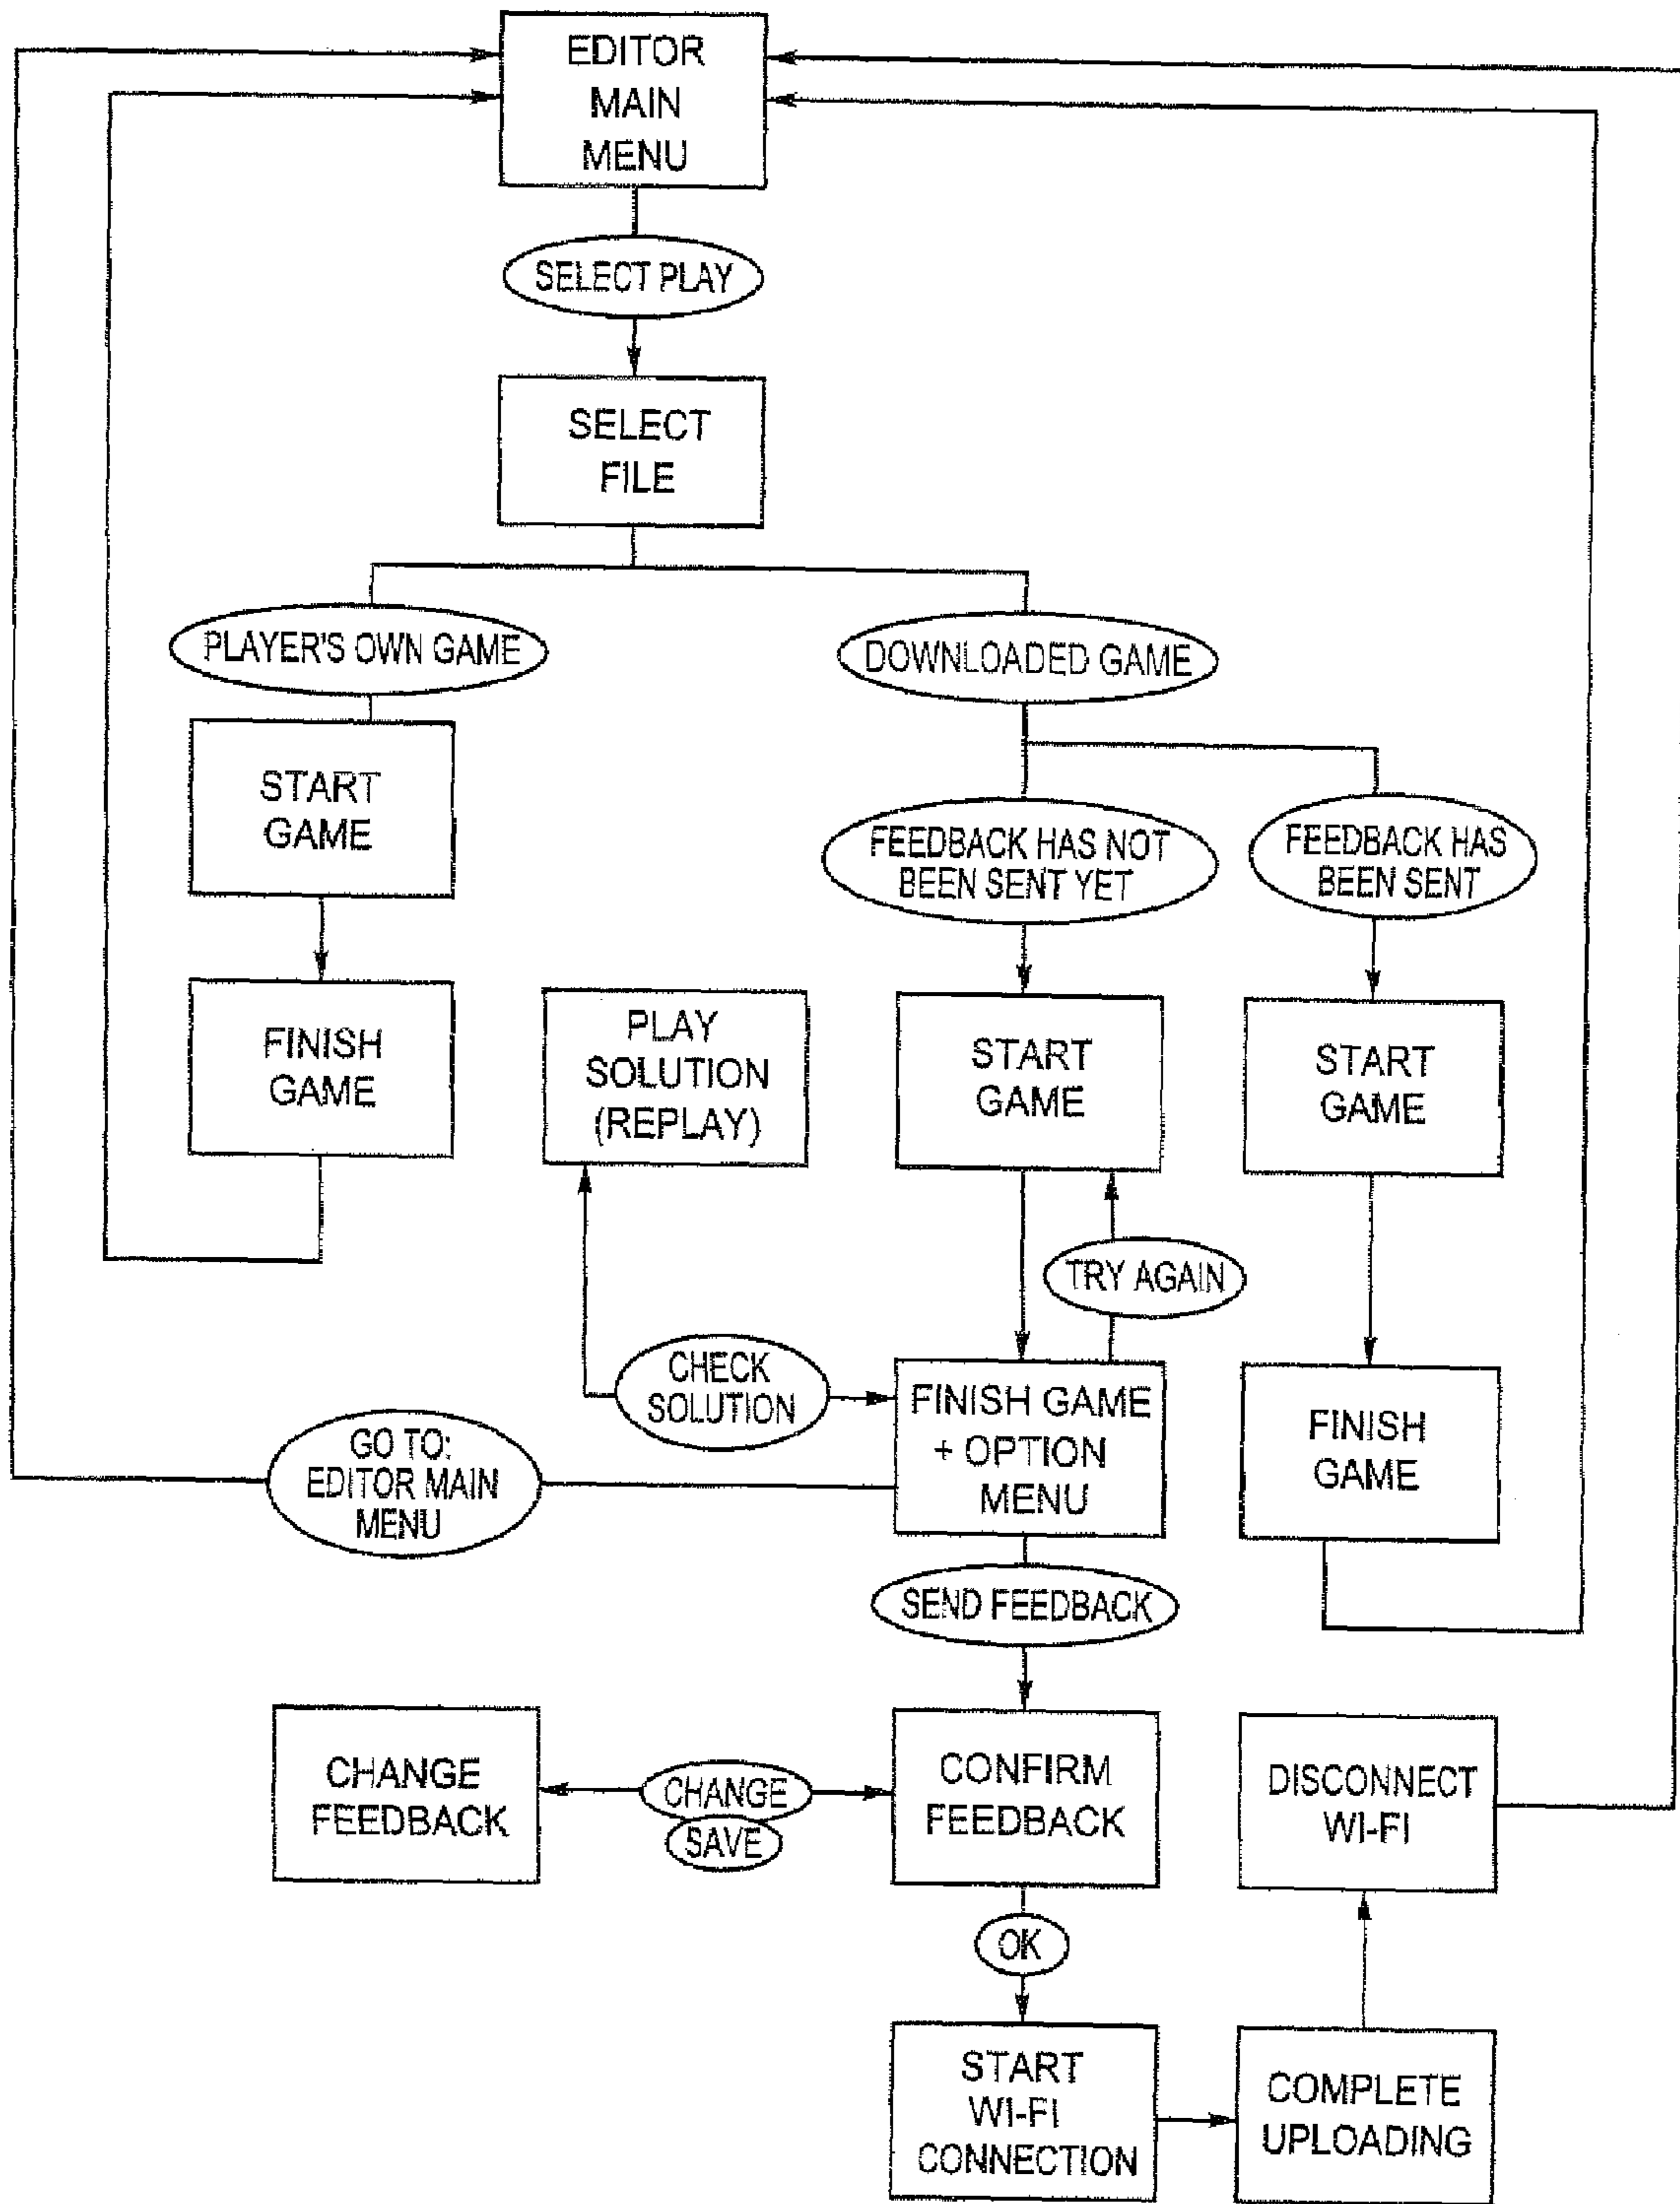 EDITOR
MAIN
MENU
SELECT PLAY
SELECT
FILE
PLAYER'S OWN GAME
DOWNLOADED GAME
START
GAME
FEEDBACK HAS NOT
BEEN SENT YET
FEEDBACK HAS
BEEN SENT
FINISH
GAME
PLAY
SOLUTION
(REPLAY)
START
GAME
START
GAME
TRY AGAIN
CHECK
SOLUTION
FINISH GAME
+ OPTION
MENU
FINISH
GAME
GO TO:
EDITOR MAIN
MENU
SEND FEEDBACK
CHANGE
FEEDBACK
CHANGE
SAVE
CONFIRM
FEEDBACK
DISCONNECT
WI-FI
OK
START
WI-FI
CONNECTION
COMPLETE
UPLOADING